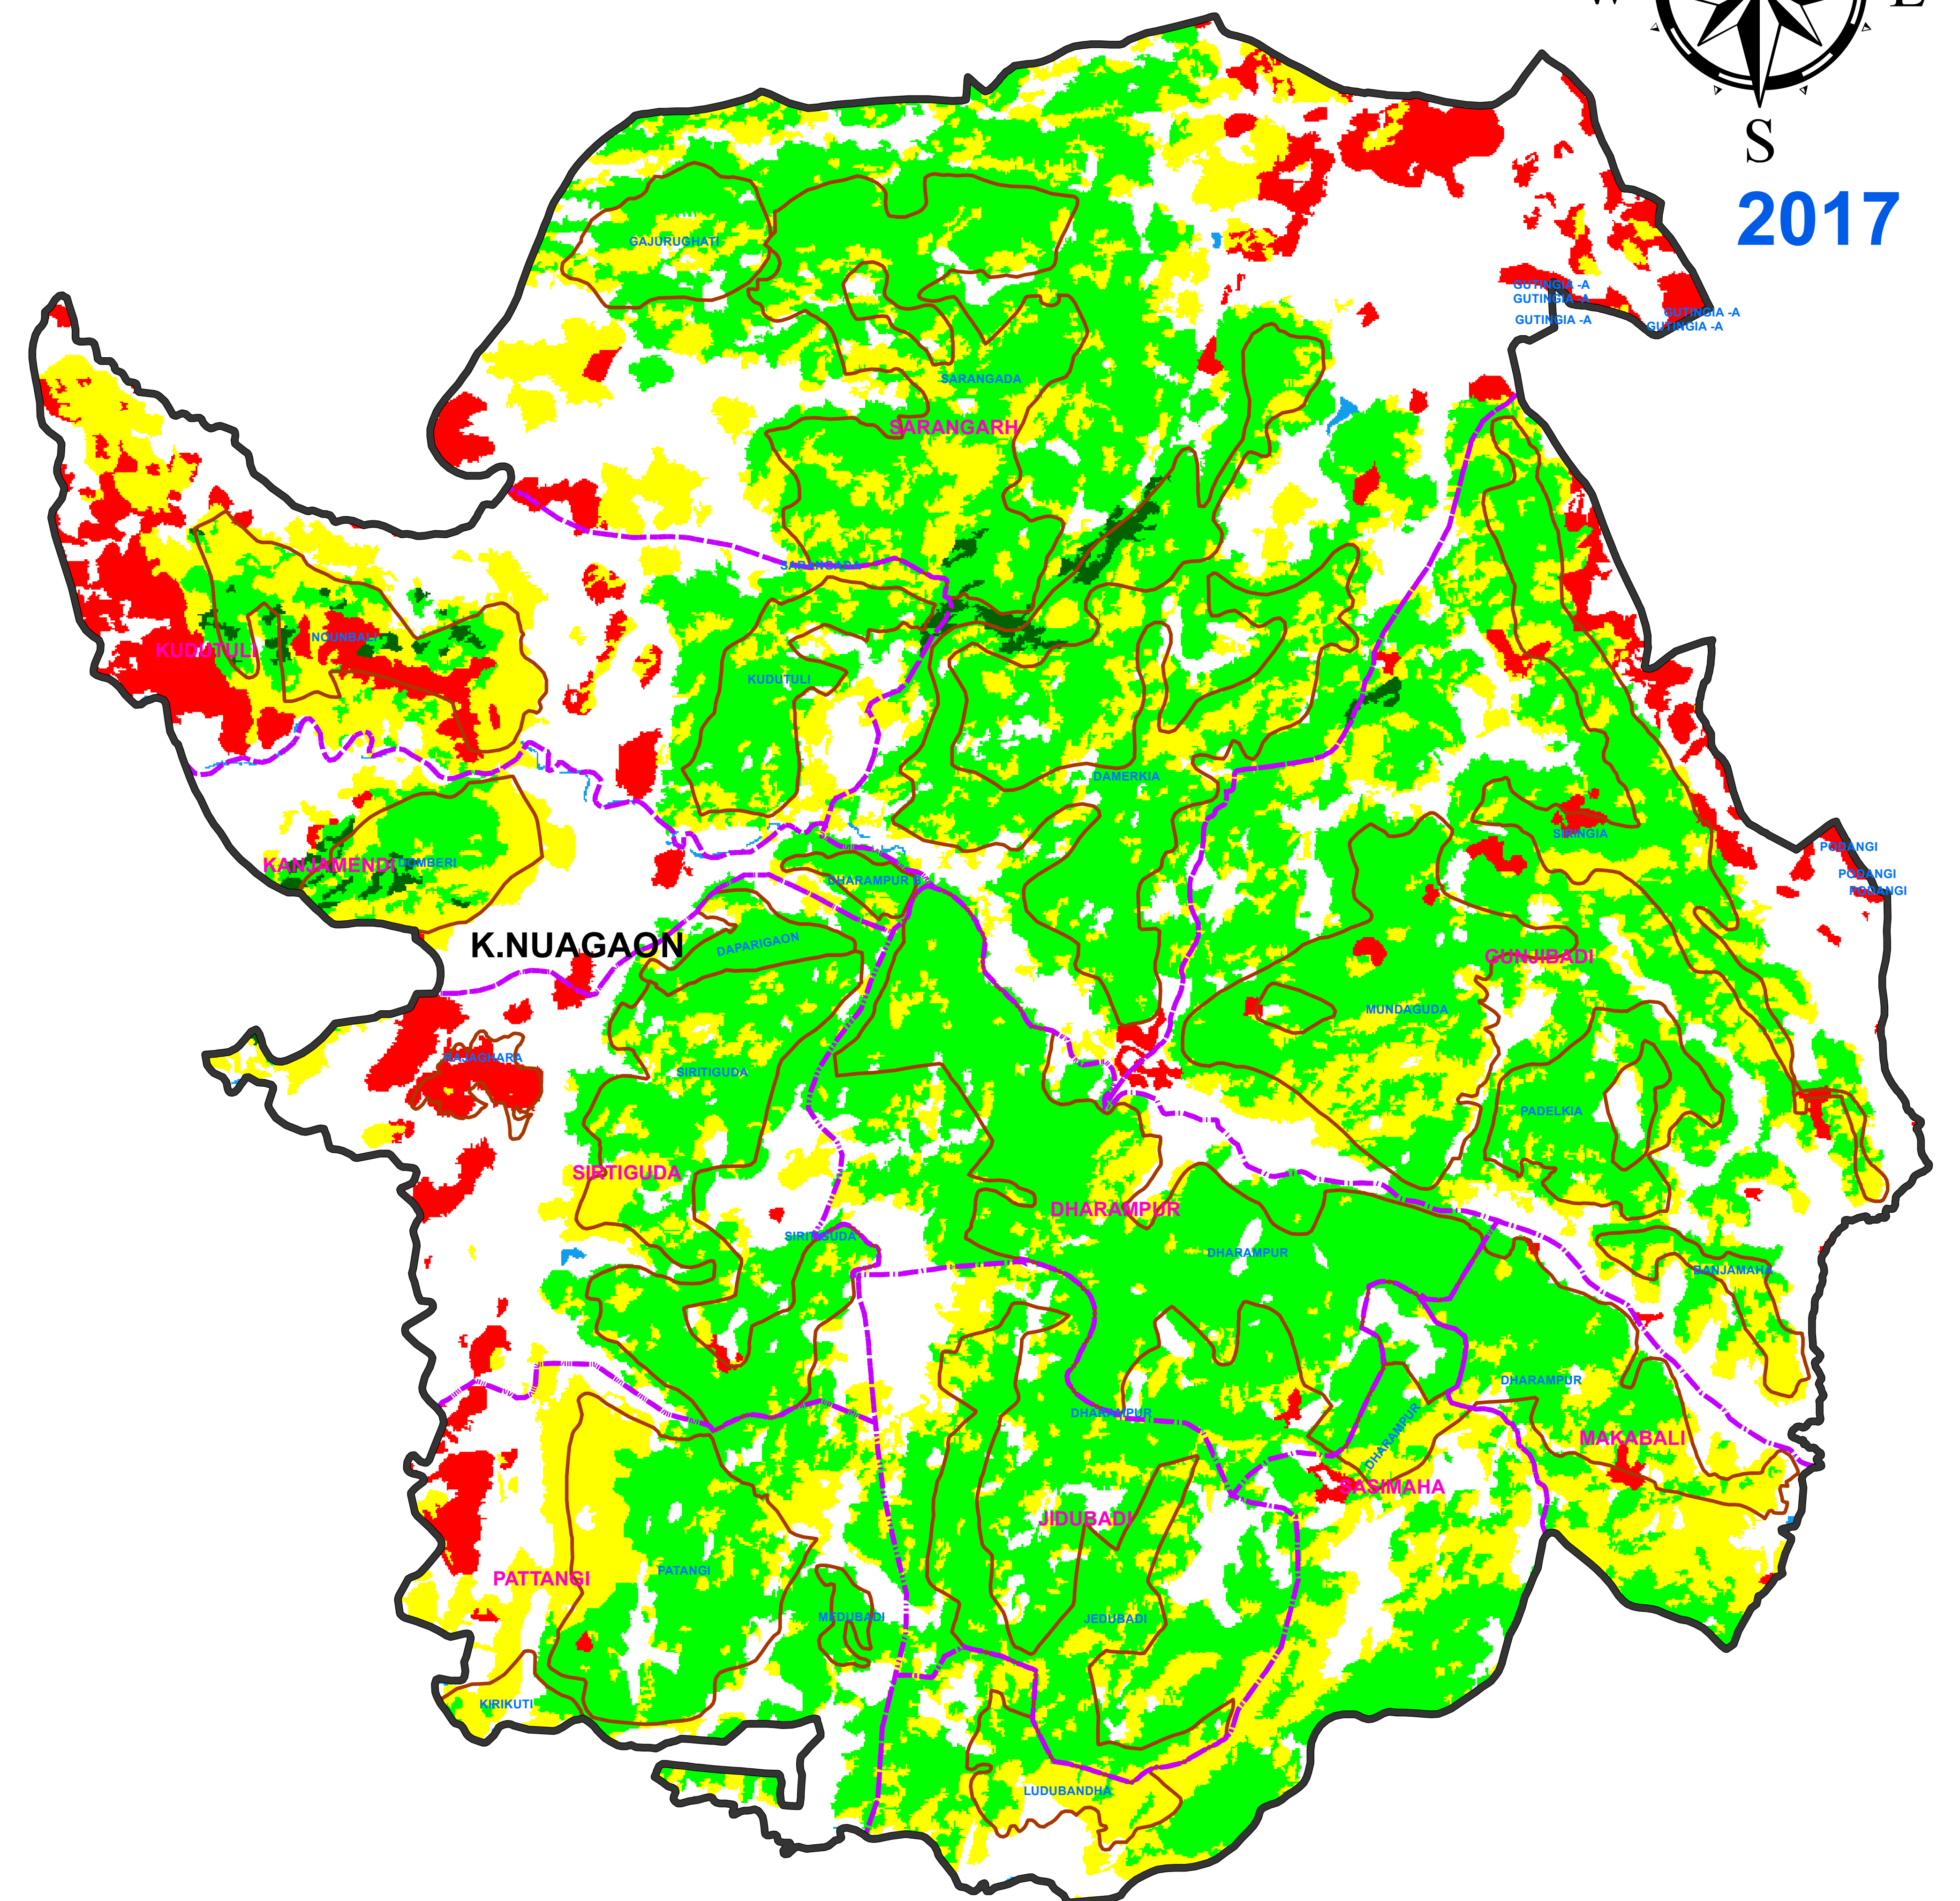 S
2017
GAJURUGHATI
GUTINGIA -A
GUTINGIA -A
GUTINGIA -A
GUTINGIA -A
GUTINGIA -A
SARANGADA
SARANGARH
SARANGADA
NOUNBALI
KUDUTULI
KUDUTULI
DAMERKIA
SIRINGIA
PODANGI
PODANGI
PODANGI
KANJAMENDI
DOMBERI
DHARAMPUR B
K.NUAGAON
DAPARIGAON
GUNJIBADI
MUNDAGUDA
RAJAGHARA
SIRITIGUDA
PADELKIA
SIRTIGUDA
DHARAMPUR
SIRITIGUDA
DHARAMPUR
BANJAMAHA
DHARAMPUR
DHARAMPUR
DHARAMPUR
MAKABALI
SASIMAHA
JIDUBADI
PATTANGI
PATANGI
MEDUBADI
JEDUBADI
KIRIKUTI
LUDUBANDHA